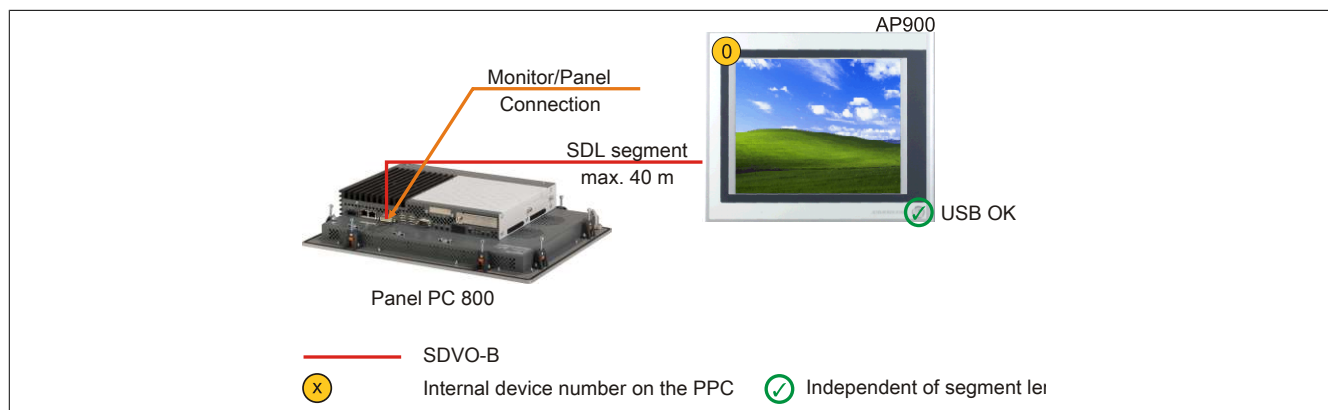 AP900
0
Monitor/Panel
Connection
SDL segment
max. 40 m
✓ USB OK
Panel PC 800
SDVO-B
x Internal device number on the PPC ✓ Independent of segment